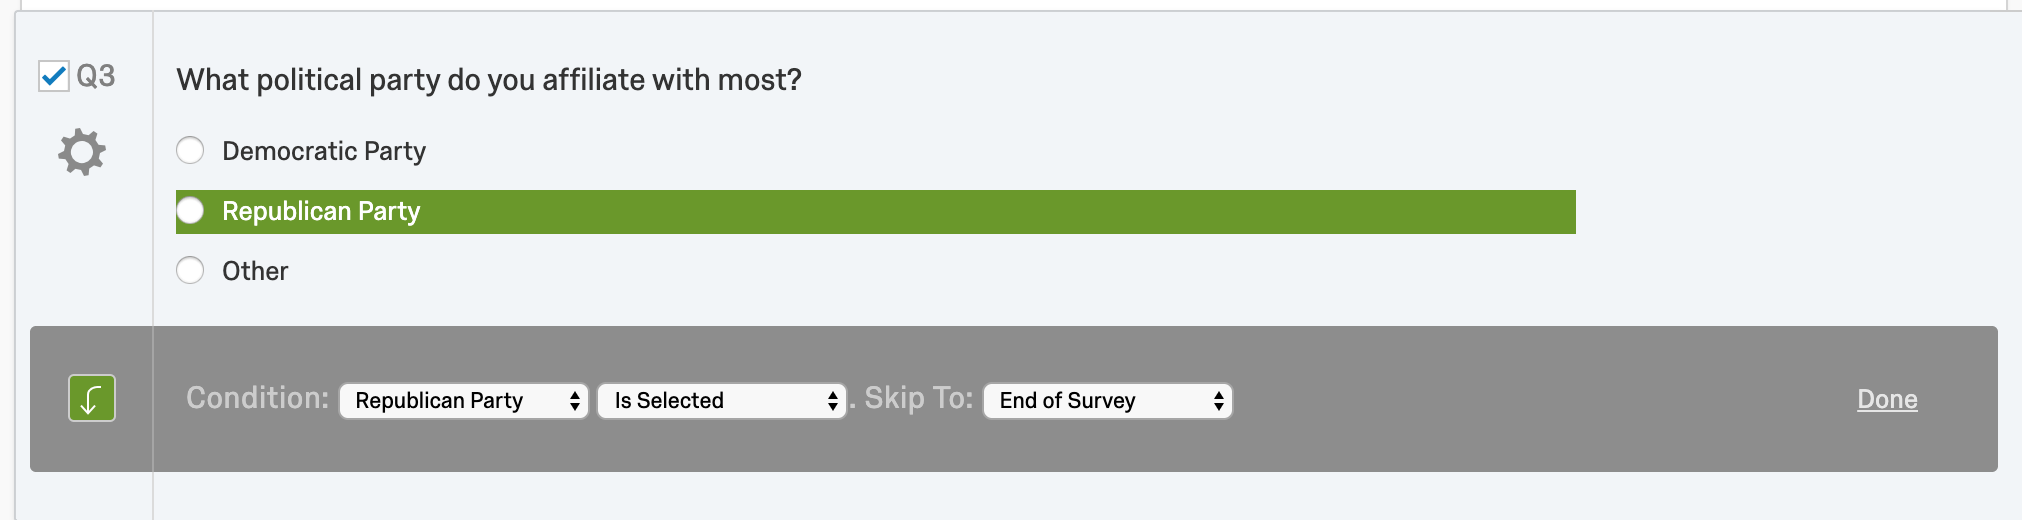 Q3
What political party do you affiliate with most?
Democratic Party
Republican Party
Other
Condition: Republican Party Is Selected . Skip To: End of Survey Done